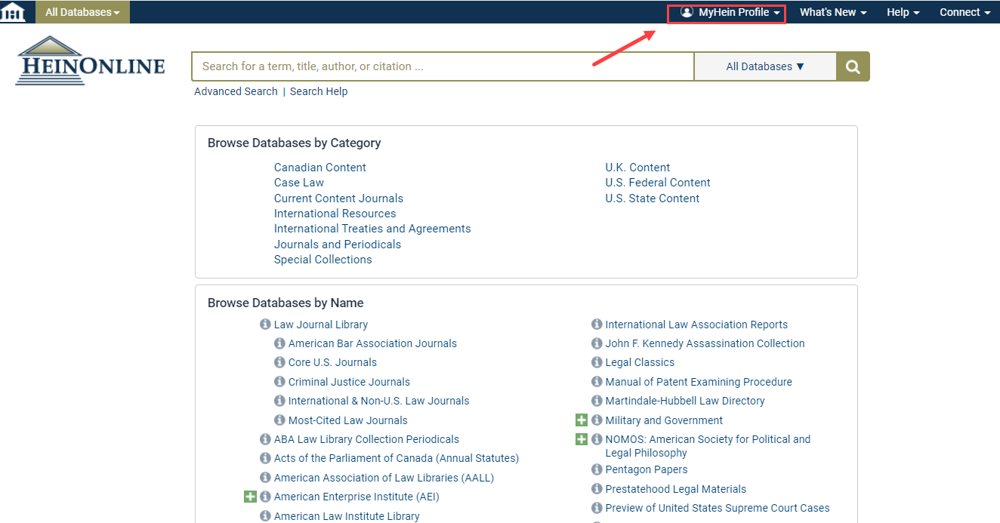 All Databases
MyHein Profile
What's New
Help
Connect
HEINONLINE
Search for a term, title, author, or citation ...
All Databases ▼
Advanced Search | Search Help
Browse Databases by Category
Canadian Content
Case Law
Current Content Journals
International Resources
International Treaties and Agreements
Journals and Periodicals
Special Collections
U.K. Content
U.S. Federal Content
U.S. State Content
Browse Databases by Name
Law Journal Library
American Bar Association Journals
Core U.S. Journals
Criminal Justice Journals
International & Non-U.S. Law Journals
Most-Cited Law Journals
ABA Law Library Collection Periodicals
Acts of the Parliament of Canada (Annual Statutes)
American Association of Law Libraries (AALL)
American Enterprise Institute (AEI)
American Law Institute Library
International Law Association Reports
John F. Kennedy Assassination Collection
Legal Classics
Manual of Patent Examining Procedure
Martindale-Hubbell Law Directory
Military and Government
NOMOS: American Society for Political and
Legal Philosophy
Pentagon Papers
Prestatehood Legal Materials
Preview of United States Supreme Court Cases